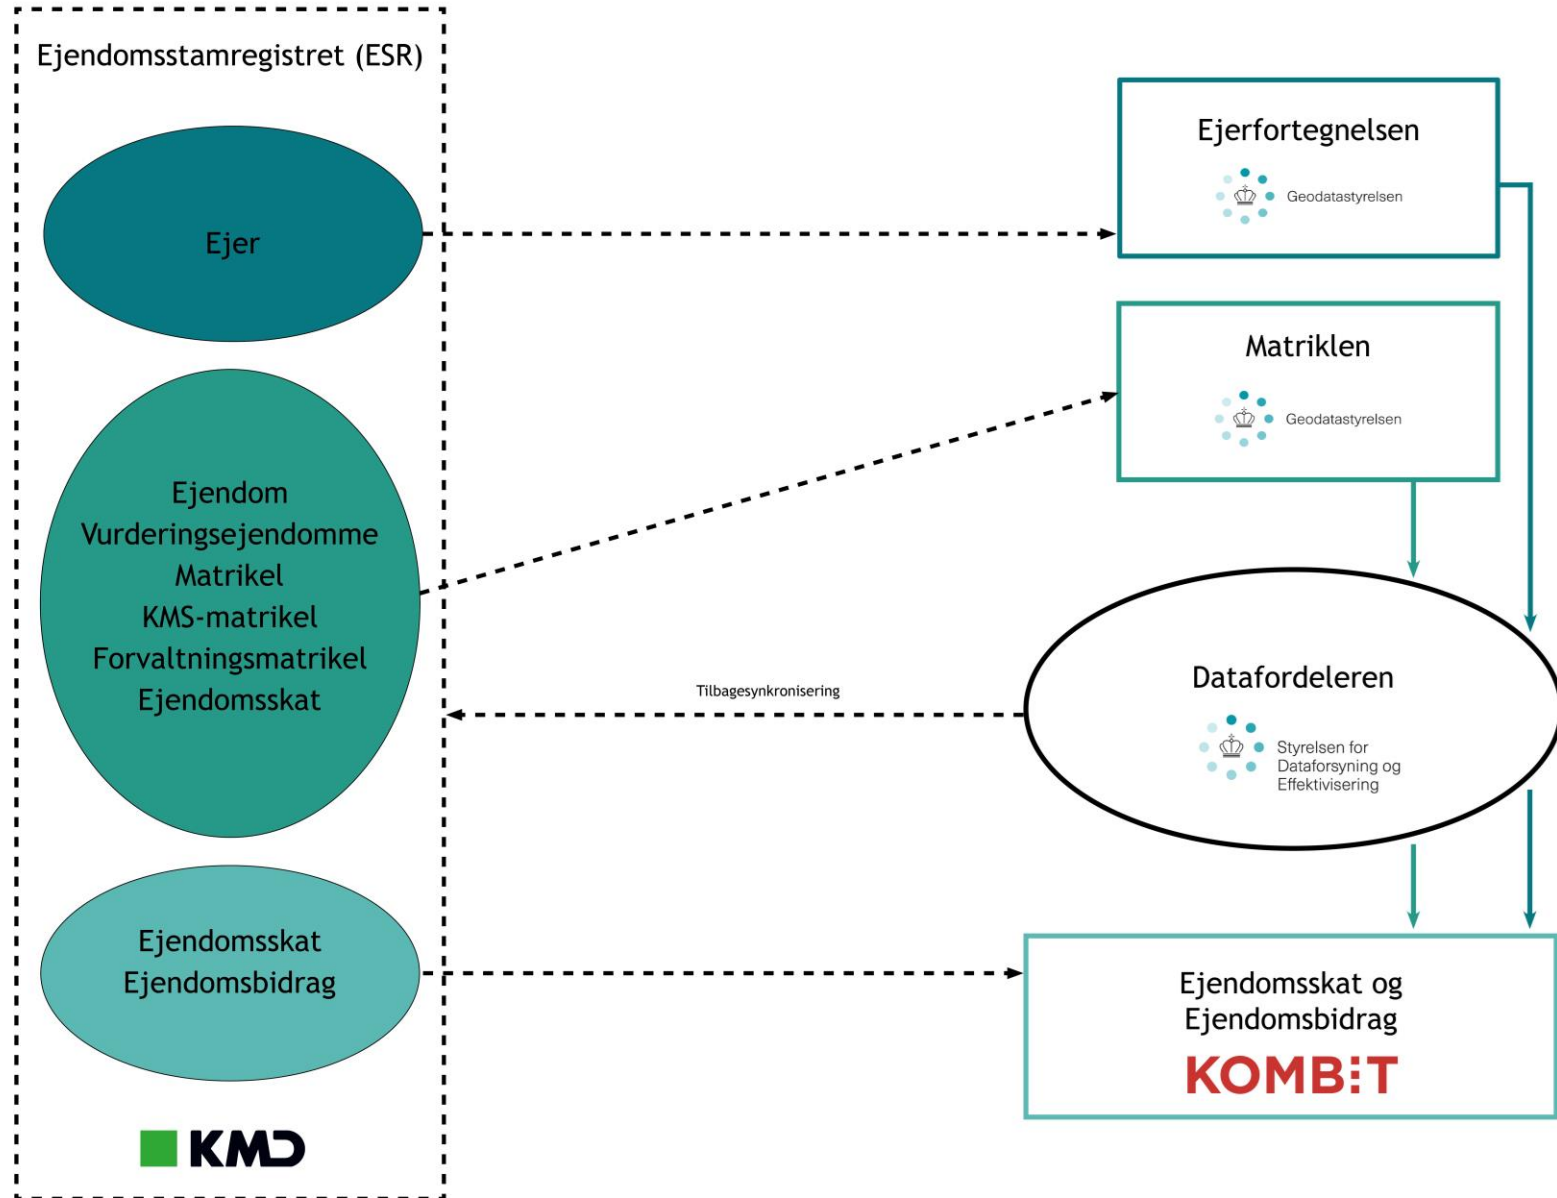 Ejendomsstamregistret (ESR)
Ejer
Ejendom
Vurderingsejendomme
Matrikel
KMS-matrikel
Forvaltningsmatrikel
Ejendomsskat
Ejendomsskat
Ejendomsbidrag
KMD
Tilbagesynkronisering
Ejerfortegnelsen
Geodatastyrelsen
Matriklen
Geodatastyrelsen
Datafordeleren
Styrelsen for
Dataforsyning og
Effektivisering
Ejendomsskat og
Ejendomsbidrag
KOMBIT